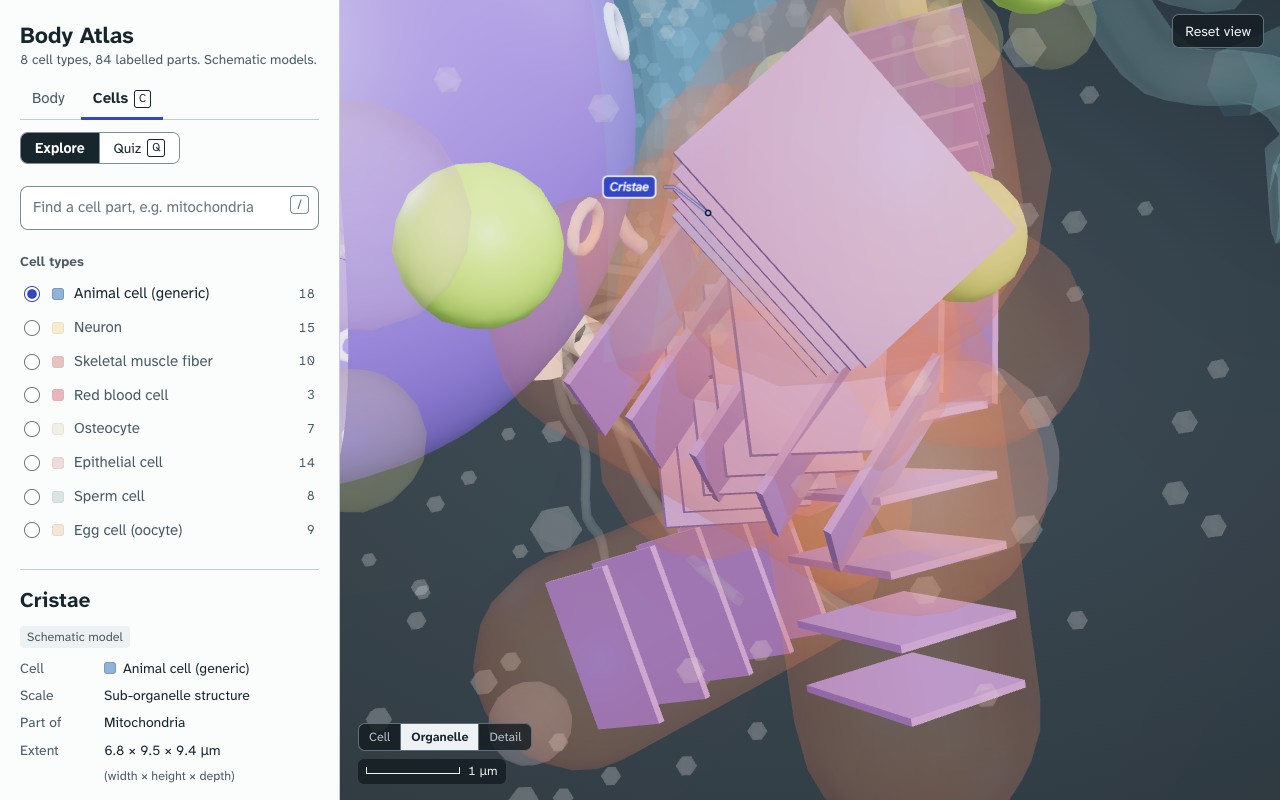 Body Atlas
8 cell types, 84 labelled parts. Schematic models.
Body
Cells C
Explore
Quiz Q
Find a cell part, e.g. mitochondria /
Cell types
Animal cell (generic) 18
Neuron 15
Skeletal muscle fiber 10
Red blood cell 3
Osteocyte 7
Epithelial cell 14
Sperm cell 8
Egg cell (oocyte) 9
Cristae
Schematic model
Cell Animal cell (generic)
Scale Sub-organelle structure
Part of Mitochondria
Extent 6.8 × 9.5 × 9.4 µm
(width × height × depth)
Reset view
Cristae
Cell Organelle Detail
1 µm